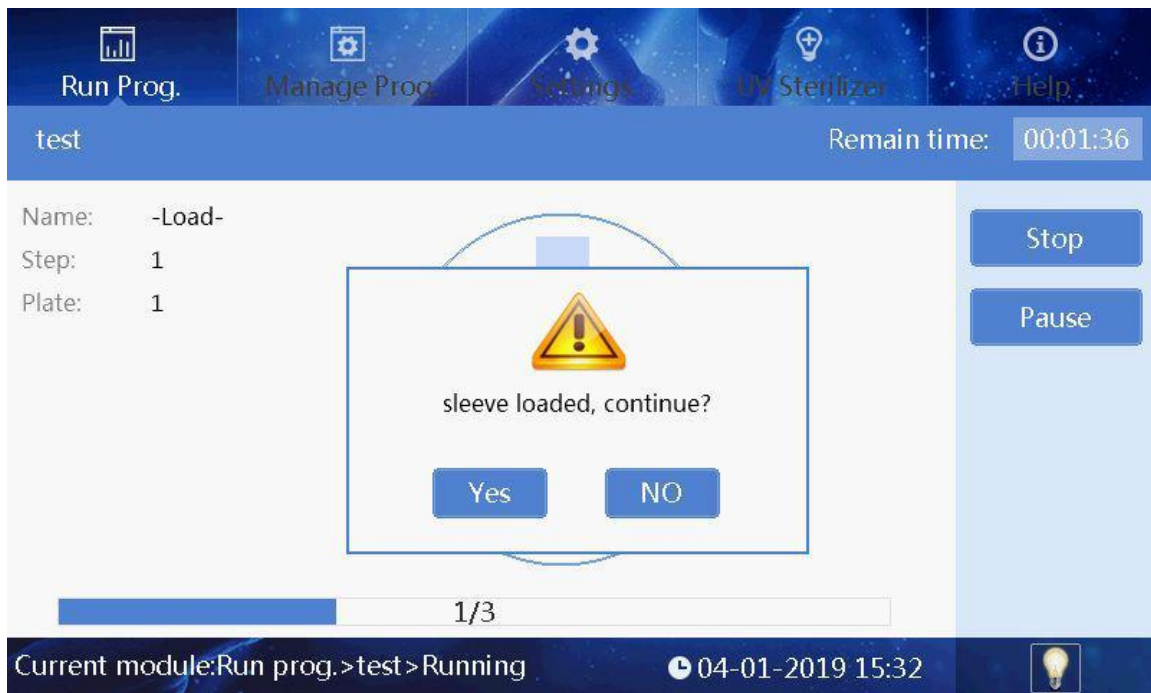 Run Prog.
Manage Prog.
Settings
UV Sterilizer
Help
test
Remain time: 00:01:36
Name: -Load-
Step: 1
Plate: 1
Stop
Pause
sleeve loaded, continue?
Yes
NO
1/3
Current module:Run prog.>test>Running
04-01-2019 15:32